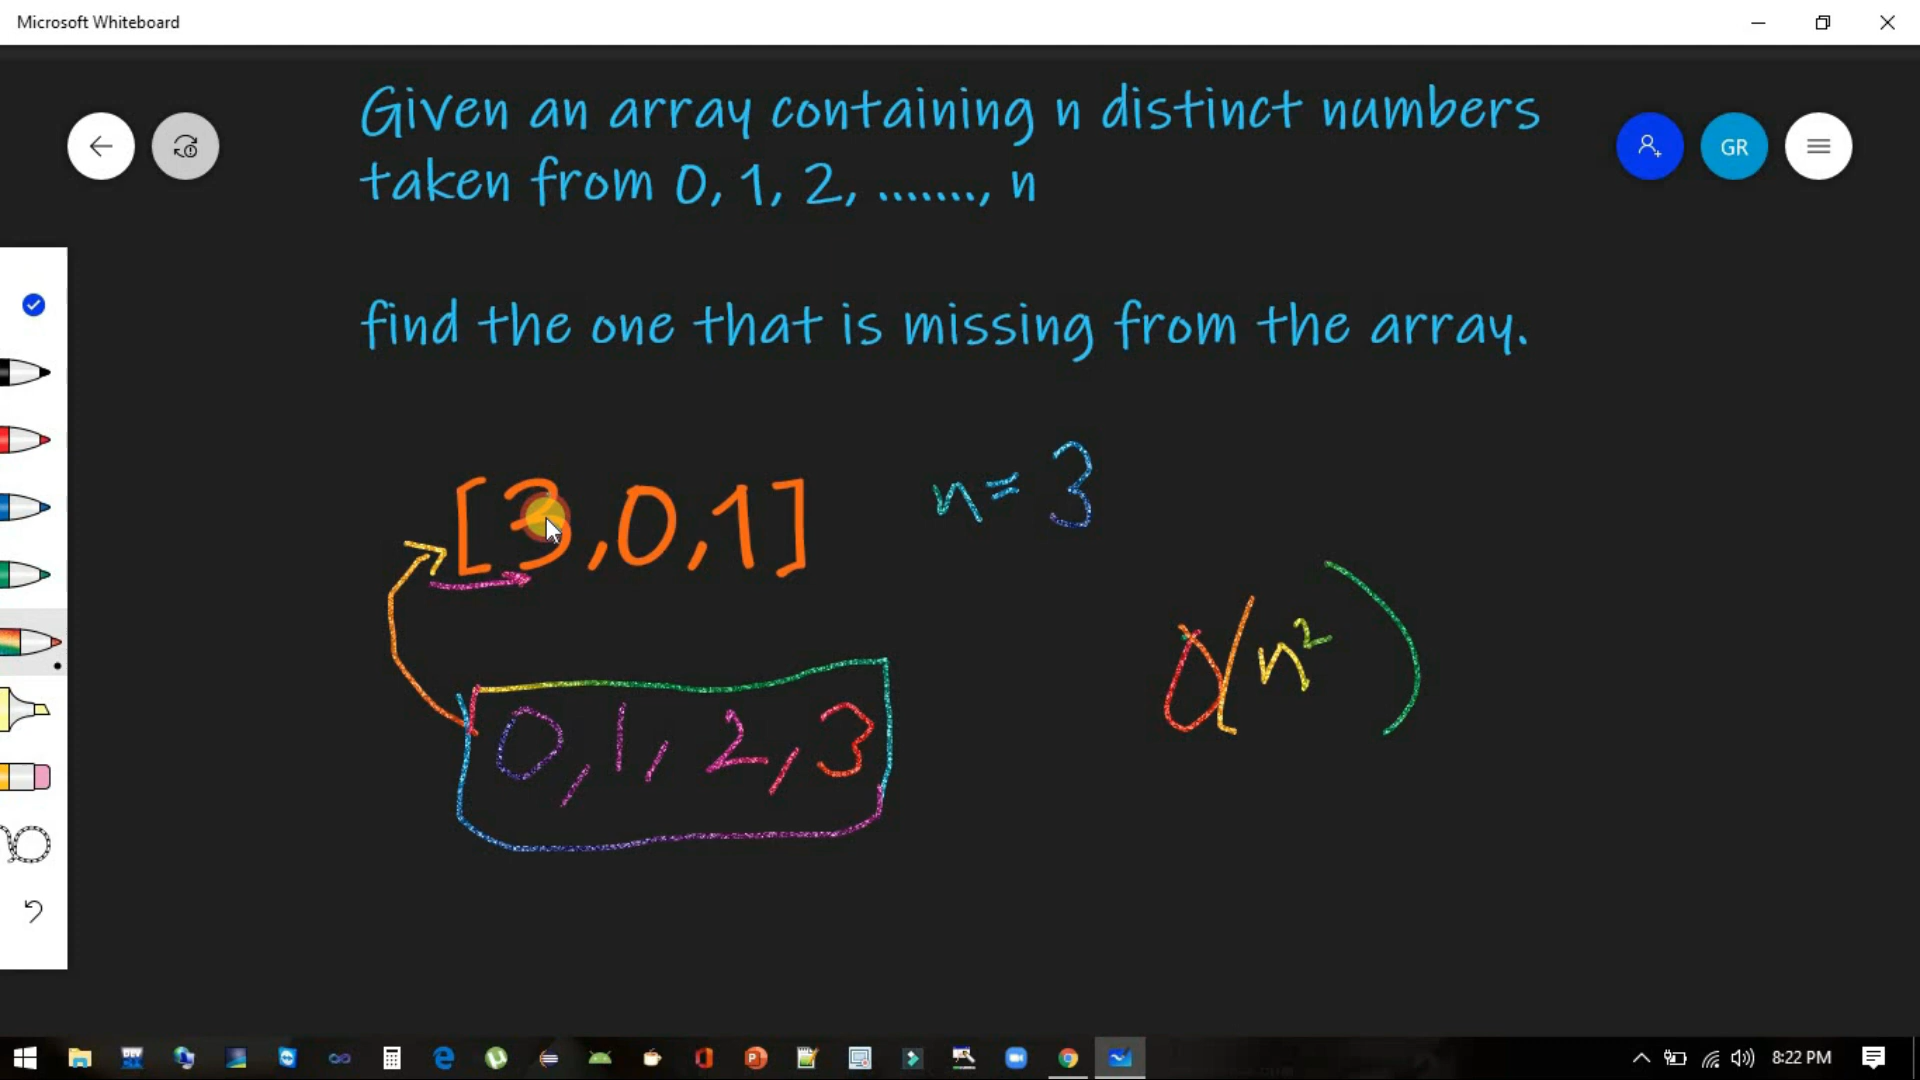 Microsoft Whiteboard
Given an array containing n distinct numbers
taken from 0, 1, 2, ......., n
GR
find the one that is missing from the array.
[3,0,1]
n= 3
O(n²)
0, 1, 2, 3
8:22 PM